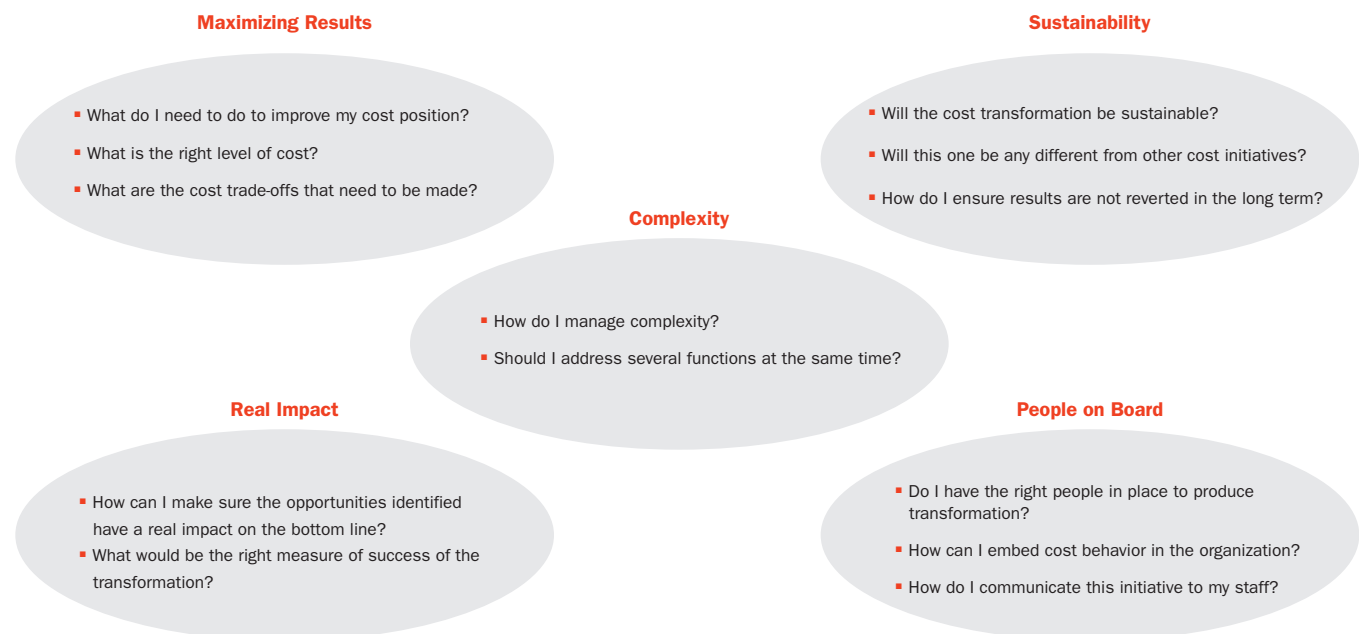 Maximizing Results
▪ What do I need to do to improve my cost position?
▪ What is the right level of cost?
▪ What are the cost trade-offs that need to be made?
Sustainability
▪ Will the cost transformation be sustainable?
▪ Will this one be any different from other cost initiatives?
▪ How do I ensure results are not reverted in the long term?
Complexity
▪ How do I manage complexity?
▪ Should I address several functions at the same time?
Real Impact
▪ How can I make sure the opportunities identified
have a real impact on the bottom line?
▪ What would be the right measure of success of the
transformation?
People on Board
▪ Do I have the right people in place to produce
transformation?
▪ How can I embed cost behavior in the organization?
▪ How do I communicate this initiative to my staff?